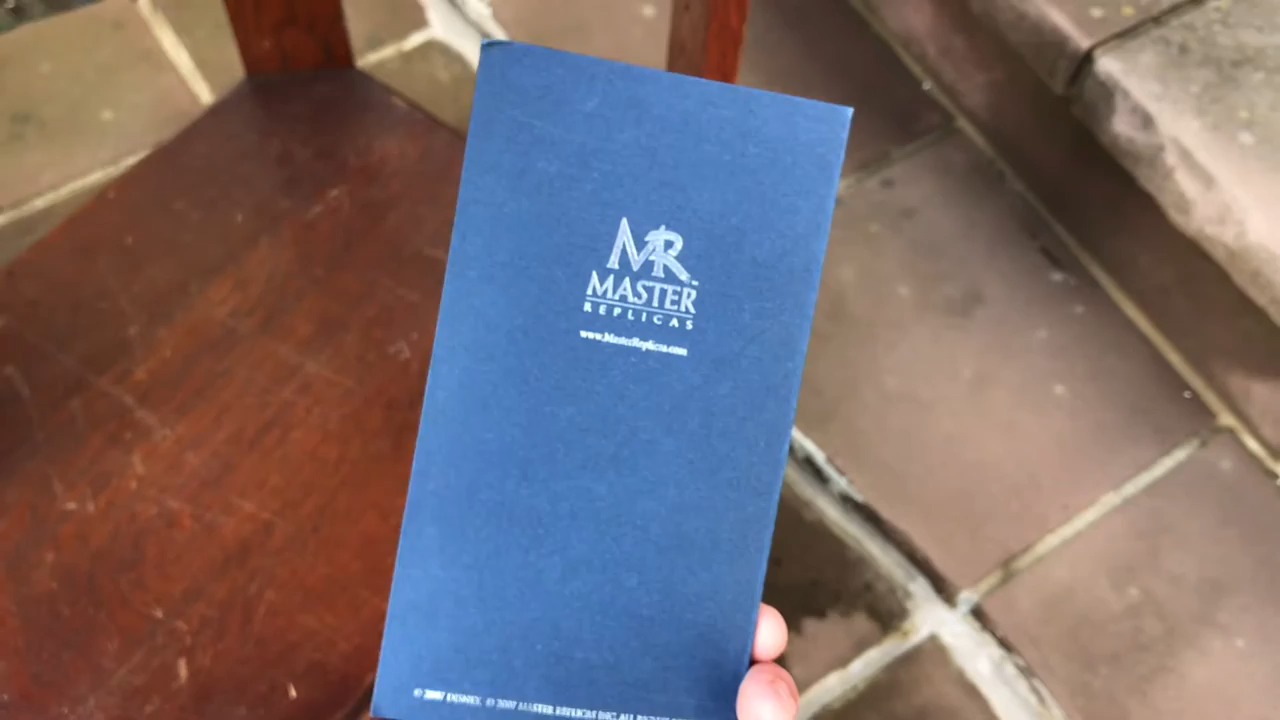 MR
MASTER
REPLICAS
www.MasterReplicas.com
© 2007 DISNEY. © 2007 MASTER REPLICAS INC. ALL